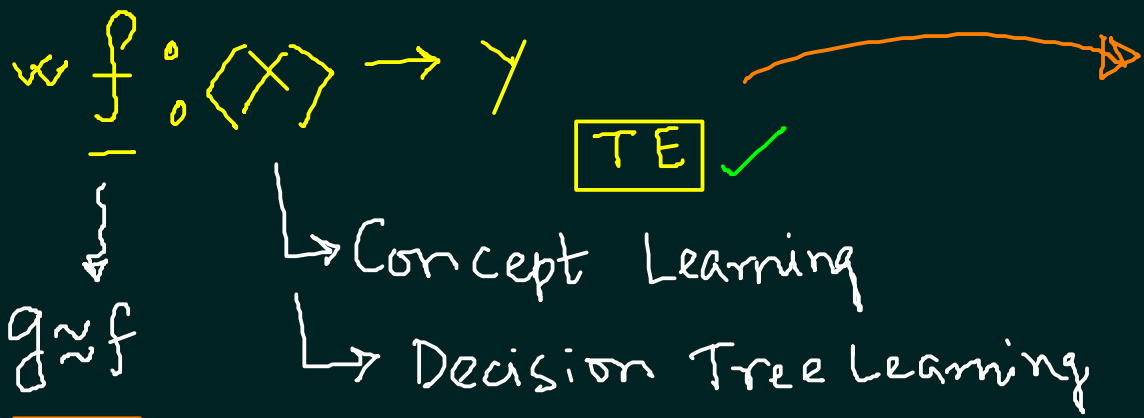 w f : (X) → y
TE ✓
Concept Learning
g ≈ f
Decision Tree Learning